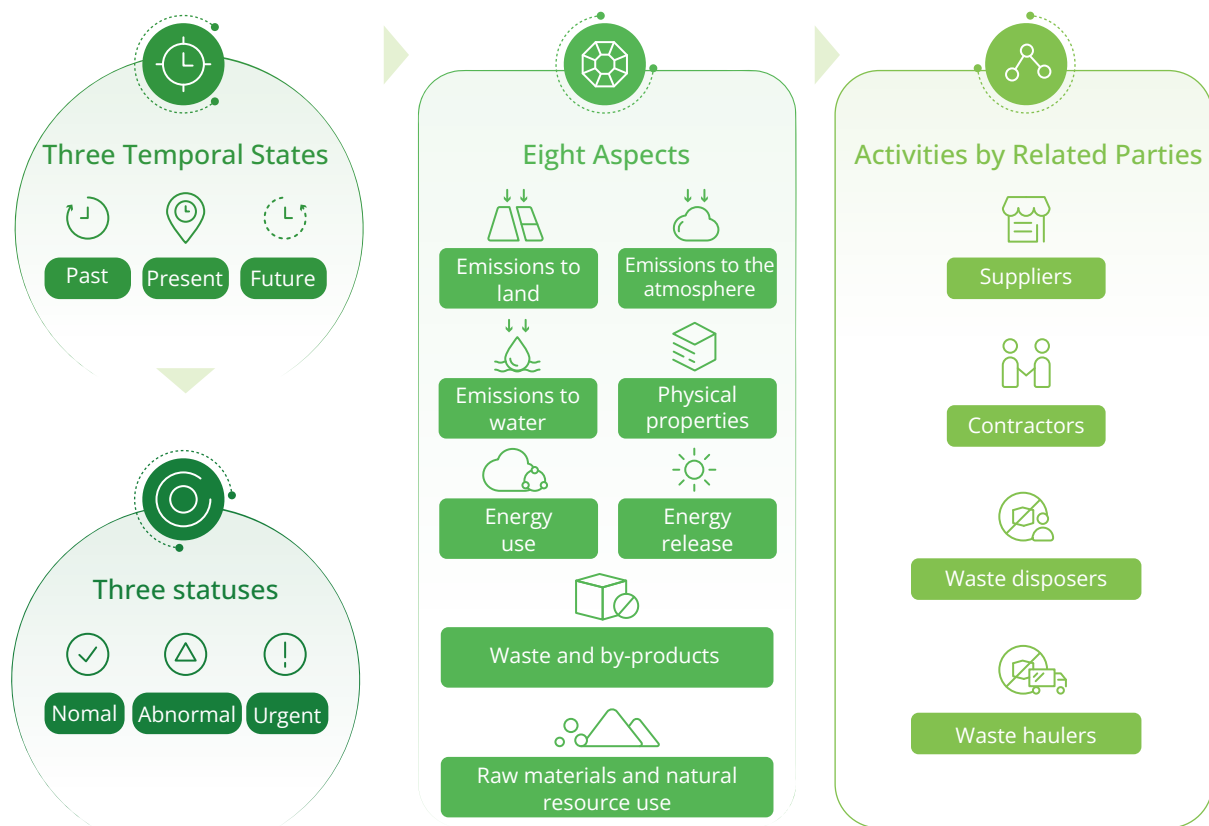 Three Temporal States
Past
Present
Future
Three statuses
Nomal
Abnormal
Urgent
Eight Aspects
Emissions to
land
Emissions to the
atmosphere
Emissions to
water
Physical
properties
Energy
use
Energy
release
Waste and by-products
Raw materials and natural
resource use
Activities by Related Parties
Suppliers
Contractors
Waste disposers
Waste haulers